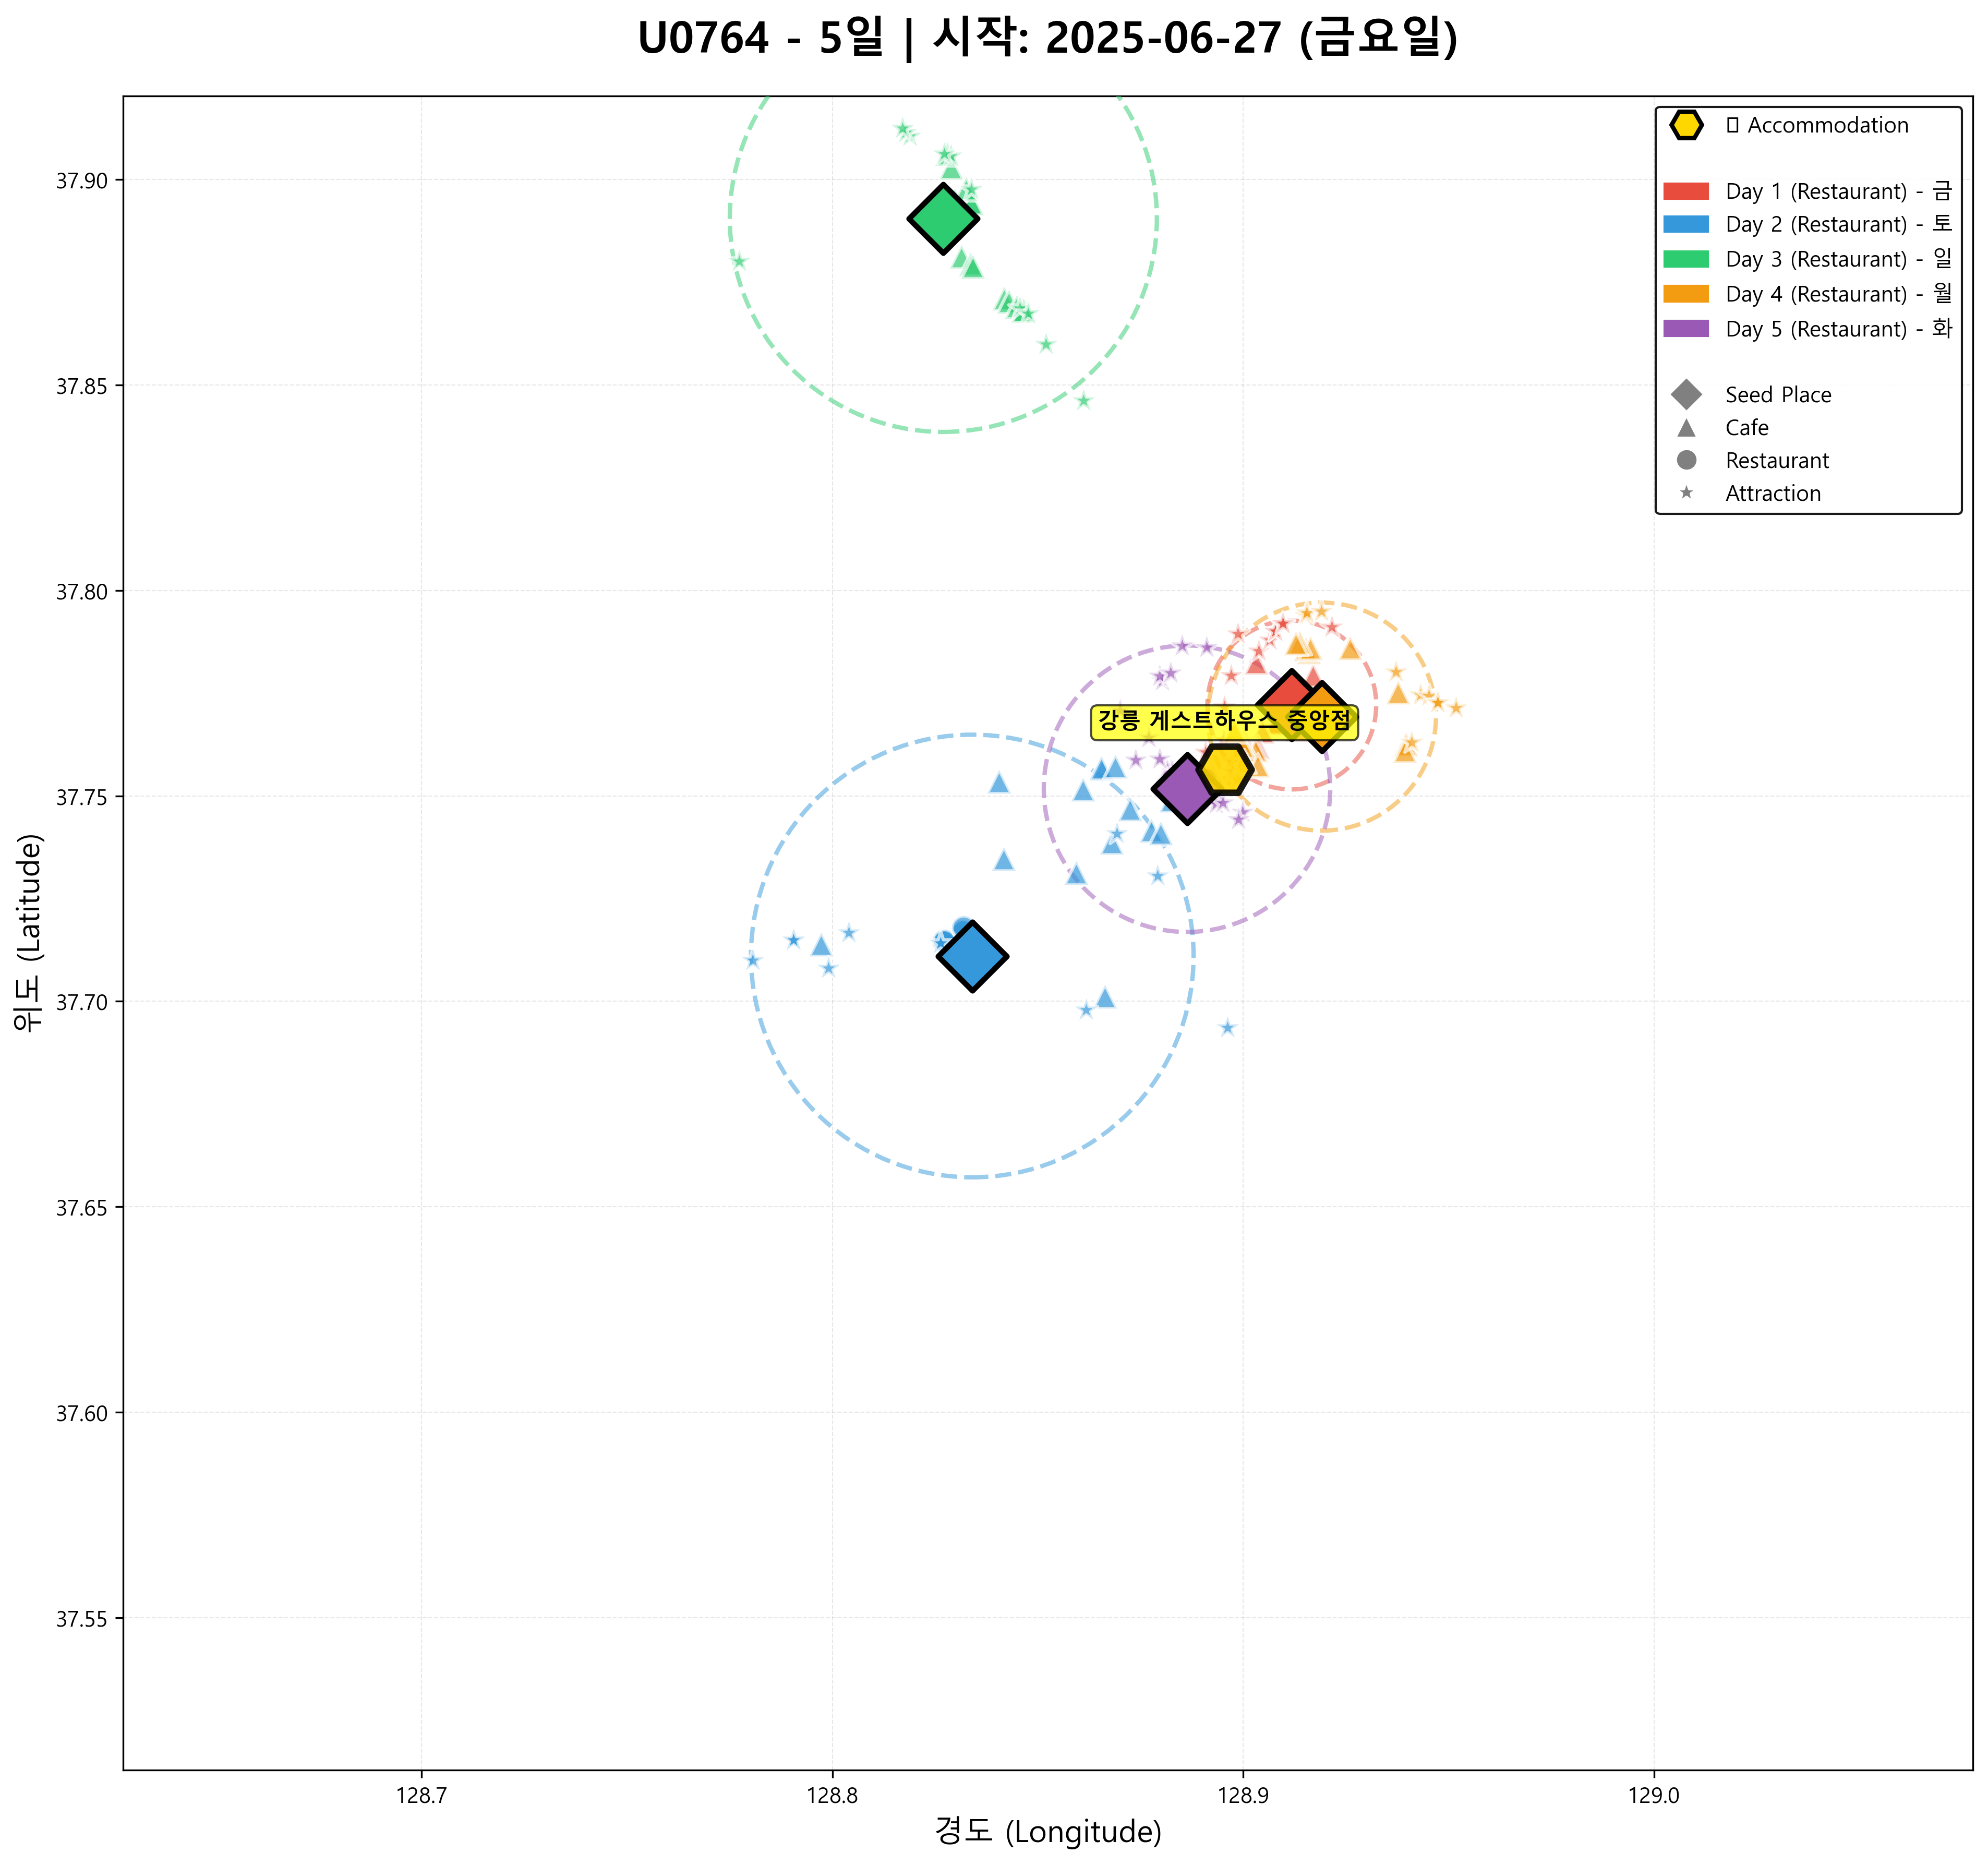 U0764 - 5일 | 시작: 2025-06-27 (금요일)
Accommodation
Day 1 (Restaurant) - 금
Day 2 (Restaurant) - 토
Day 3 (Restaurant) - 일
Day 4 (Restaurant) - 월
Day 5 (Restaurant) - 화
Seed Place
Cafe
Restaurant
Attraction
강릉 게스트하우스 중앙점
위도 (Latitude)
37.90
37.85
37.80
37.75
37.70
37.65
37.60
37.55
128.7
128.8
128.9
129.0
경도 (Longitude)